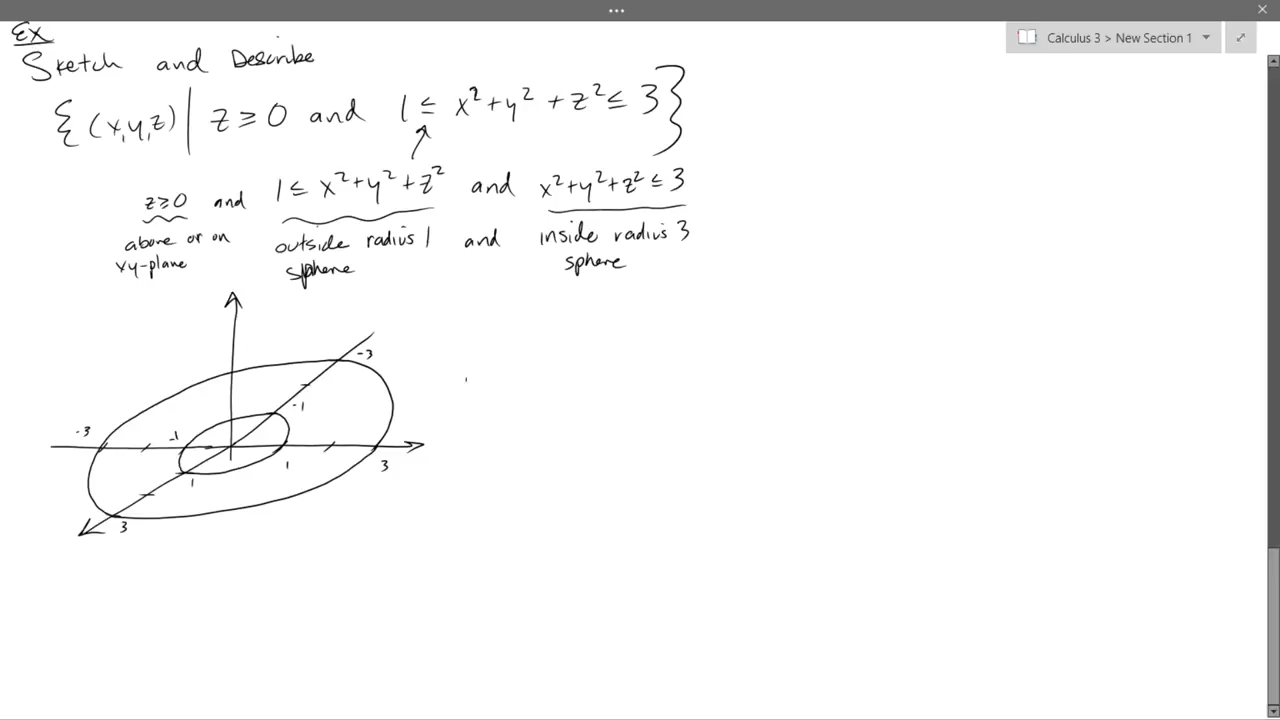 Calculus 3 > New Section 1
Ex
Sketch and Describe
{(x,y,z) | z ≥ 0 and 1 ≤ x² + y² + z² ≤ 3}
z ≥ 0 and 1 ≤ x² + y² + z² and x² + y² + z² ≤ 3
above or on outside radius 1 and inside radius 3
xy-plane sphere sphere
-3
-1
-3 -1
1 3
1
3